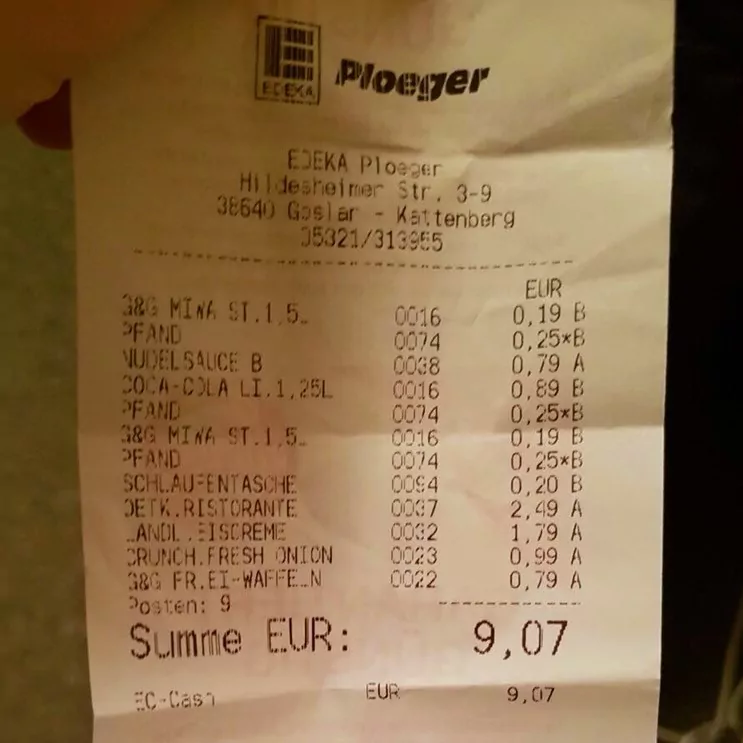 EDEKA Ploeger
EDEKA Ploeger
Hildesheimer Str. 3-9
38640 Goslar - Kattenberg
05321/313955
EUR
G&G MIWA ST.1,5L 0016 0,19 B
PFAND 0074 0,25*B
NUDELSAUCE B 0038 0,79 A
COCA-COLA LI.1,25L 0016 0,89 B
PFAND 0074 0,25*B
G&G MIWA ST.1,5L 0016 0,19 B
PFAND 0074 0,25*B
SCHLAUFENTASCHE 0094 0,20 B
OETK.RISTORANTE 0037 2,49 A
LANDL.EISCREME 0032 1,79 A
CRUNCH.FRESH ONION 0023 0,99 A
G&G FR.EI-WAFFELN 0022 0,79 A
Posten: 9
Summe EUR: 9,07
EC-Cash EUR 9,07